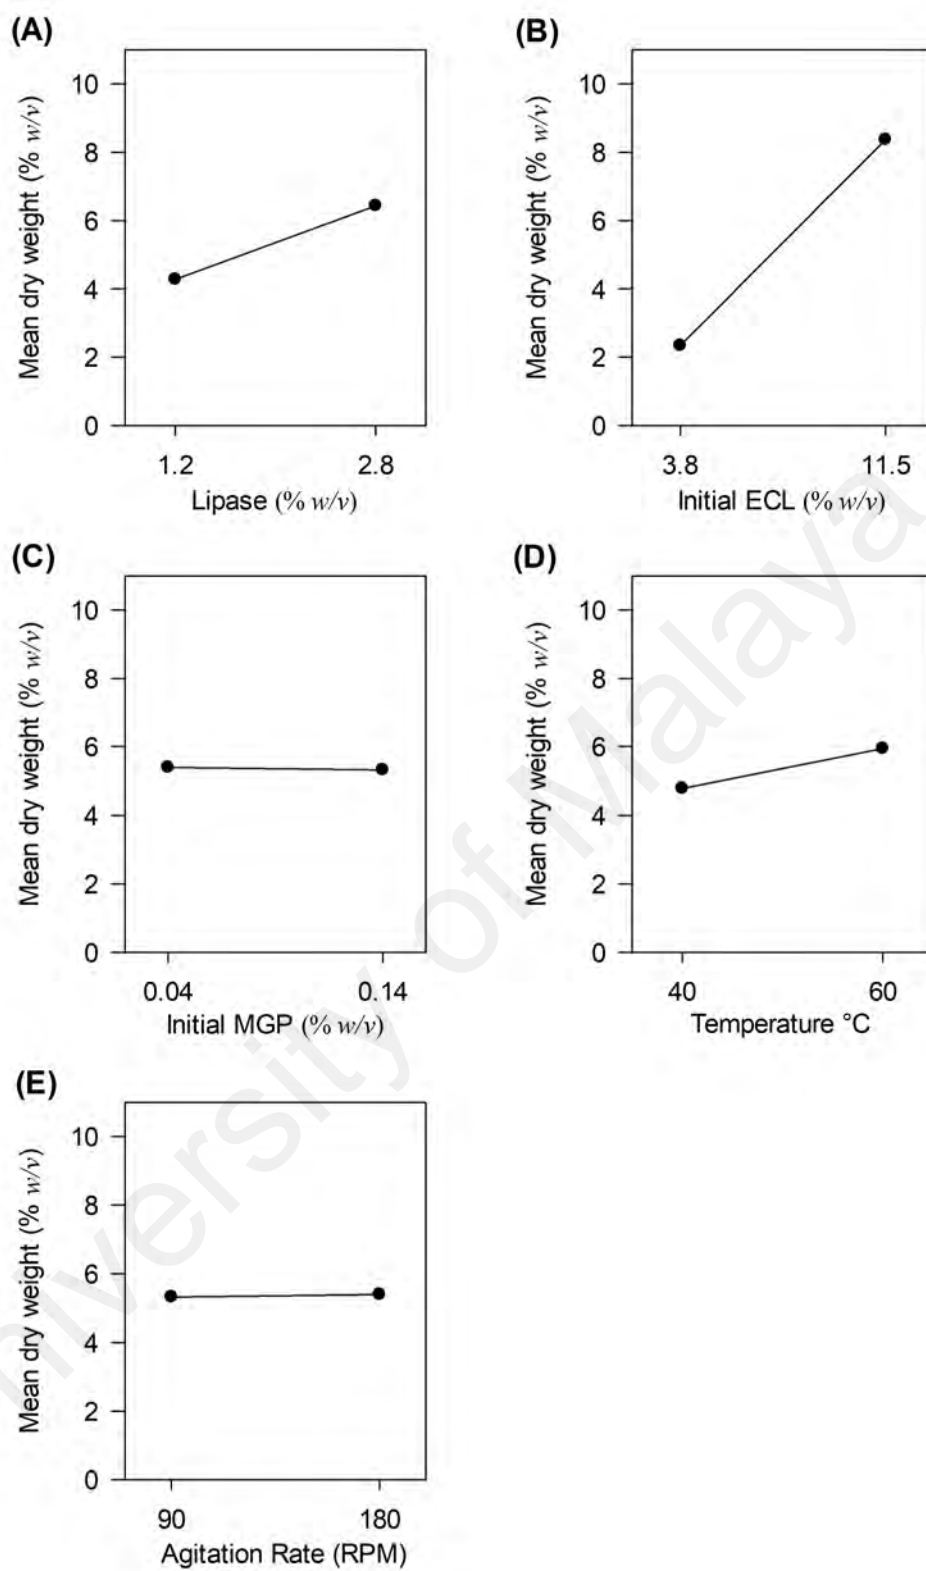 (A)
Mean dry weight (% w/v)
10
8
6
4
2
0
1.2 2.8
Lipase (% w/v)
(B)
Mean dry weight (% w/v)
10
8
6
4
2
0
3.8 11.5
Initial ECL (% w/v)
(C)
Mean dry weight (% w/v)
10
8
6
4
2
0
0.04 0.14
Initial MGP (% w/v)
(D)
Mean dry weight (% w/v)
10
8
6
4
2
0
40 60
Temperature °C
(E)
Mean dry weight (% w/v)
10
8
6
4
2
0
90 180
Agitation Rate (RPM)
niversity of Malaya